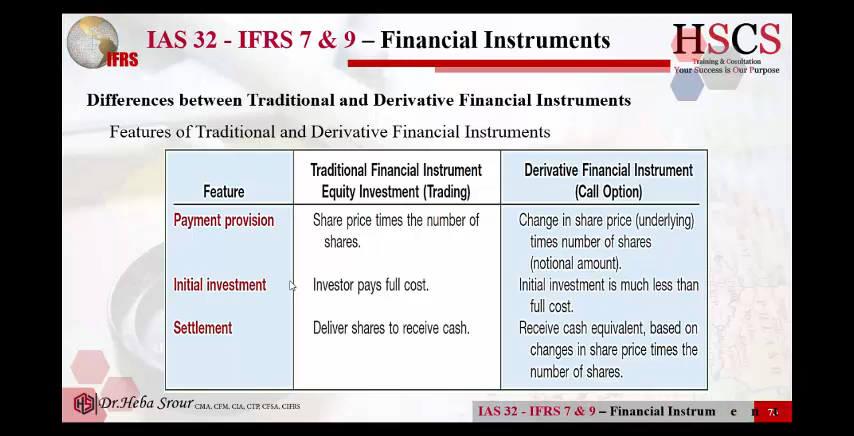 IFRS
IAS 32 - IFRS 7 & 9 – Financial Instruments
HSCS
Training & Cosultation
Your Success is Our Purpose
Differences between Traditional and Derivative Financial Instruments
Features of Traditional and Derivative Financial Instruments
Feature
Traditional Financial Instrument
Equity Investment (Trading)
Derivative Financial Instrument
(Call Option)
Payment provision
Share price times the number of
shares.
Change in share price (underlying)
times number of shares
(notional amount).
Initial investment
Investor pays full cost.
Initial investment is much less than
full cost.
Settlement
Deliver shares to receive cash.
Receive cash equivalent, based on
changes in share price times the
number of shares.
HS
Dr.Heba Srour CMA, CFM, CIA, CTP, CFSA, CIFRS
IAS 32 - IFRS 7 & 9 – Financial Instrum e n